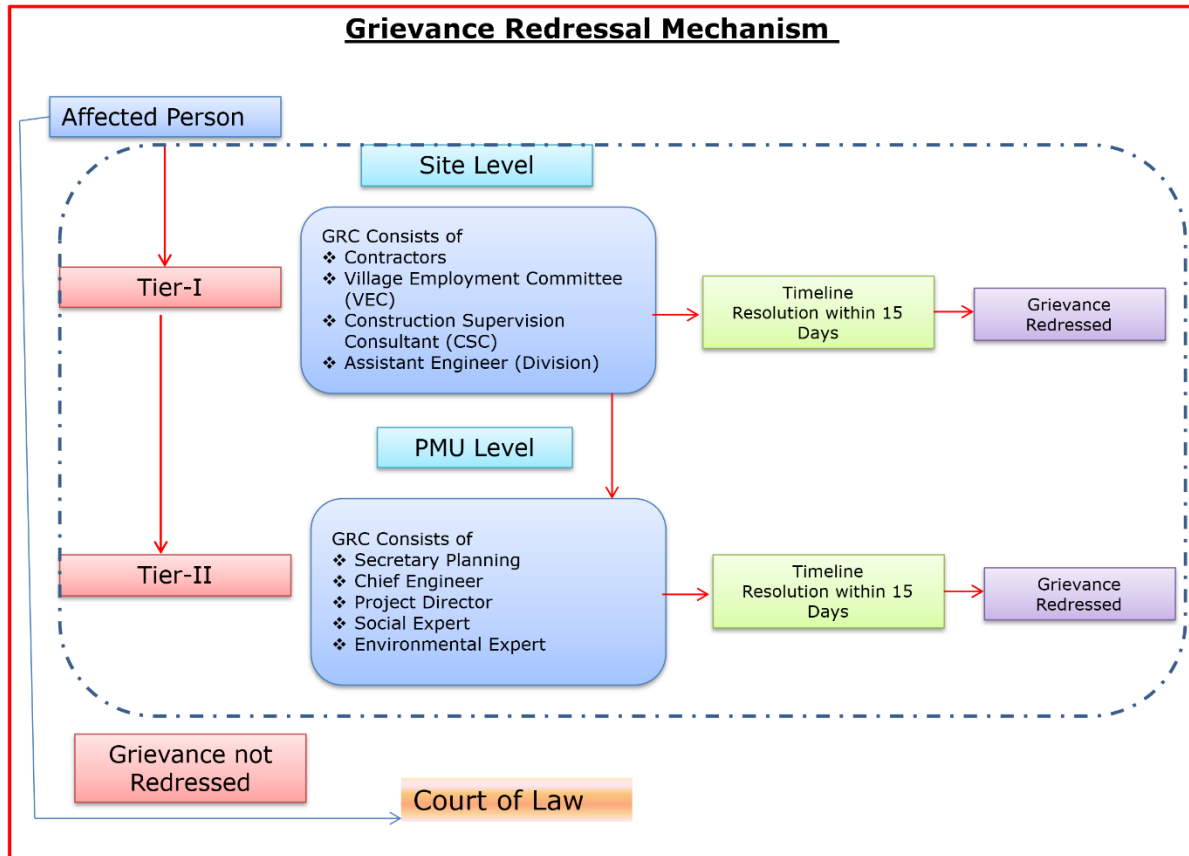 Grievance Redressal Mechanism
Affected Person
Site Level
GRC Consists of
❖ Contractors
❖ Village Employment Committee
(VEC)
❖ Construction Supervision
Consultant (CSC)
❖ Assistant Engineer (Division)
Tier-I
Timeline
Resolution within 15
Days
Grievance
Redressed
PMU Level
GRC Consists of
❖ Secretary Planning
❖ Chief Engineer
❖ Project Director
❖ Social Expert
❖ Environmental Expert
Tier-II
Timeline
Resolution within 15
Days
Grievance
Redressed
Grievance not
Redressed
Court of Law